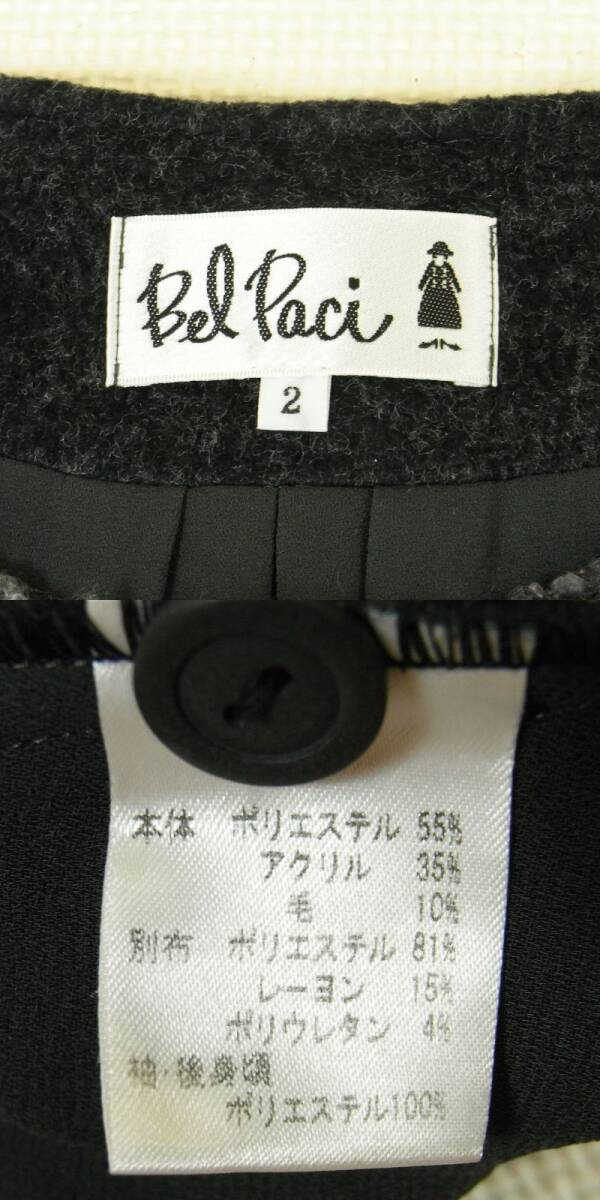 Bel Paci
2
本体 ポリエステル 55%
アクリル 35%
毛 10%
別布 ポリエステル 81%
レーヨン 15%
ポリウレタン 4%
袖・後身頃
ポリエステル100%